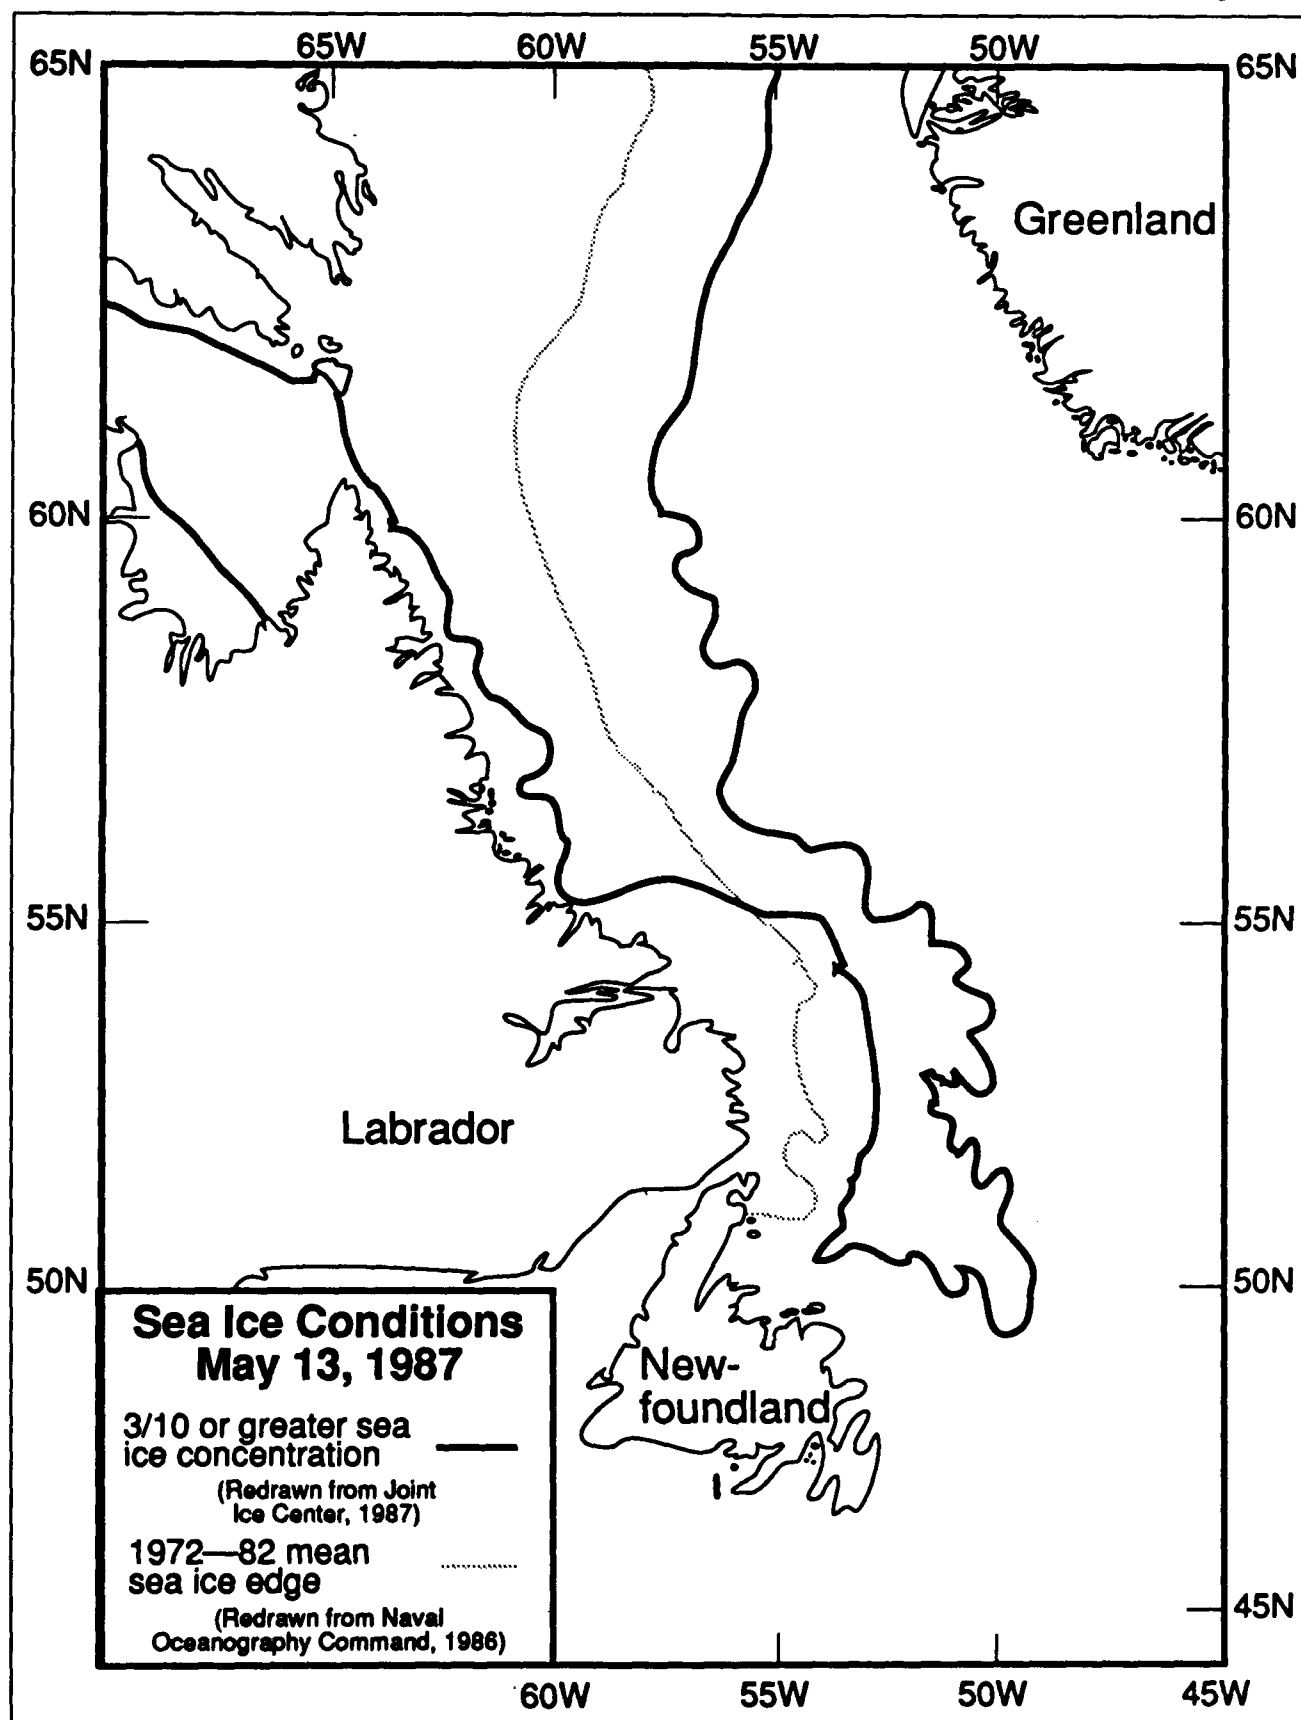 65W 60W 55W 50W
65N 65N
Greenland
60N 60N
55N 55N
Labrador
50N 50N
Sea Ice Conditions
May 13, 1987
New-
foundland
3/10 or greater sea
ice concentration
(Redrawn from Joint
Ice Center, 1987)
1972—82 mean
sea ice edge
(Redrawn from Naval
Oceanography Command, 1986)
45N
60W 55W 50W 45W